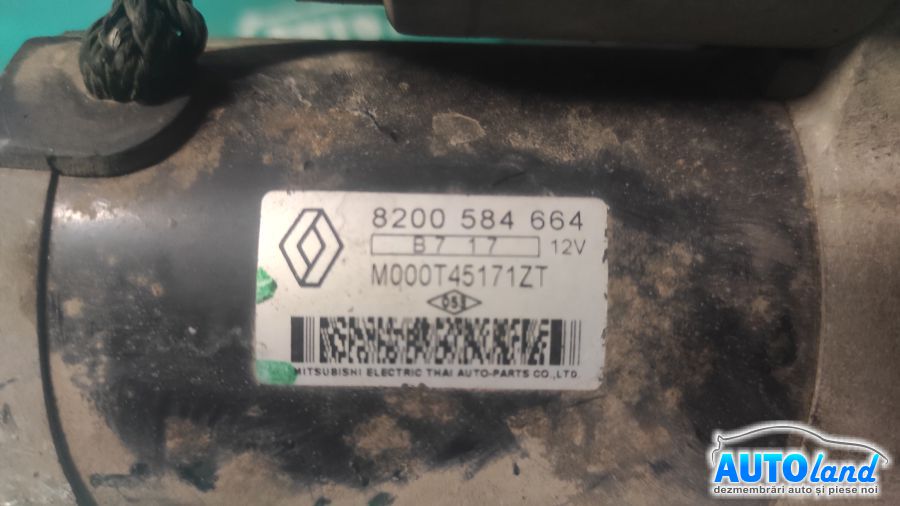 8200 584 664
B7 17 12V
M000T45171ZT
MITSUBISHI ELECTRIC THAI AUTO-PARTS CO.,LTD.
AUTOland
dezmembrări auto și piese noi